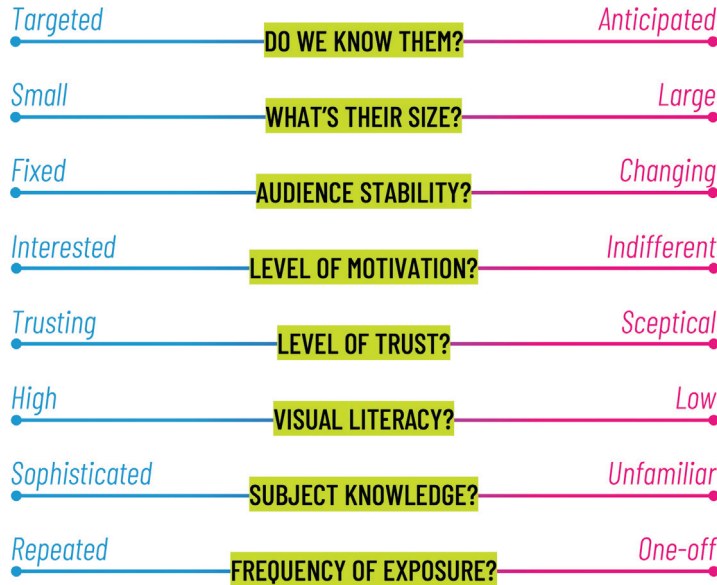 Targeted Anticipated
DO WE KNOW THEM?
Small Large
WHAT'S THEIR SIZE?
Fixed Changing
AUDIENCE STABILITY?
Interested Indifferent
LEVEL OF MOTIVATION?
Trusting Sceptical
LEVEL OF TRUST?
High Low
VISUAL LITERACY?
Sophisticated Unfamiliar
SUBJECT KNOWLEDGE?
Repeated One-off
FREQUENCY OF EXPOSURE?